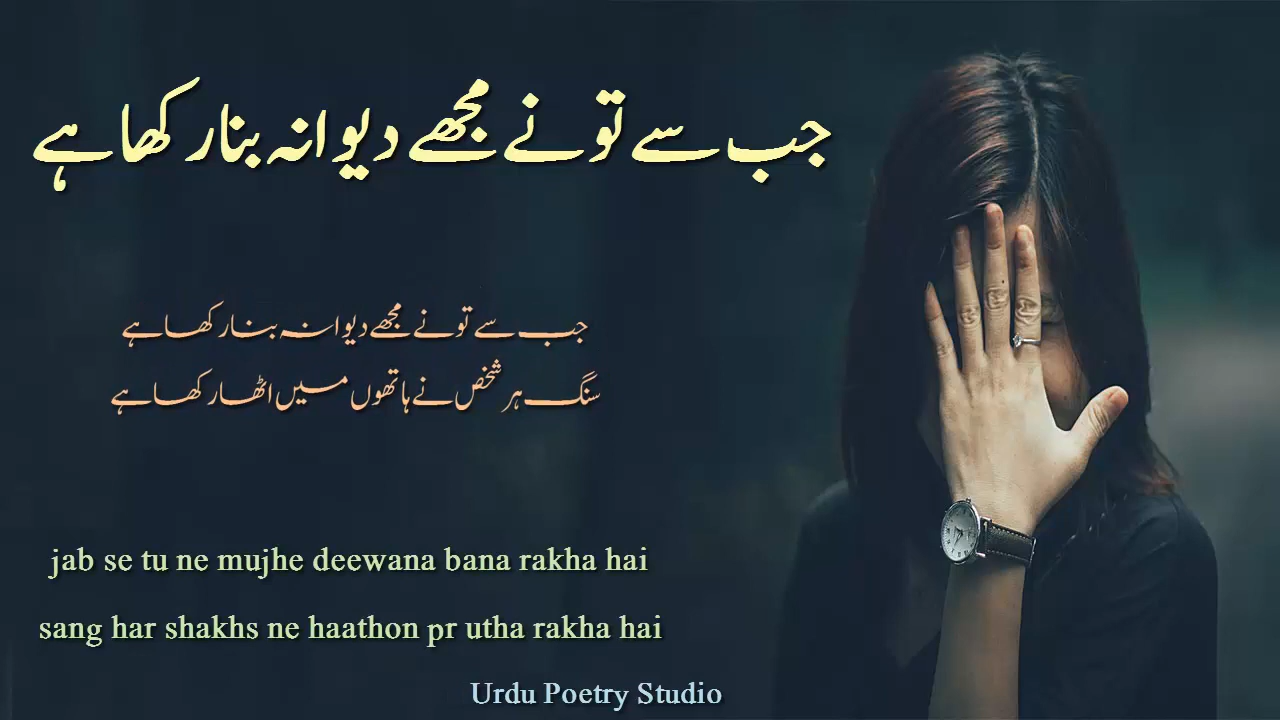 جب سے تو نے مجھے دیوانہ بنا رکھا ہے
جب سے تو نے مجھے دیوانہ بنا رکھا ہے
سنگ ہر شخص نے ہاتھوں میں اٹھا رکھا ہے
jab se tu ne mujhe deewana bana rakha hai
sang har shakhs ne haathon pr utha rakha hai
Urdu Poetry Studio